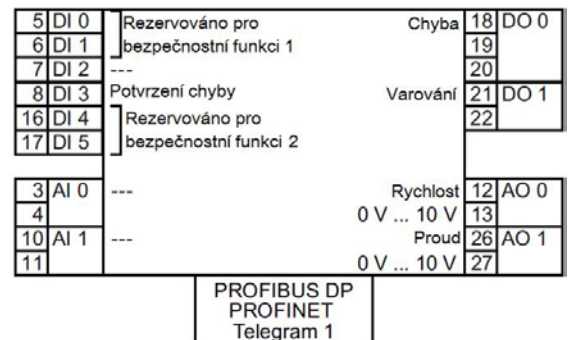 5 DI 0 Rezervováno pro Chyba 18 DO 0
6 DI 1 bezpečnostní funkci 1 19
7 DI 2 --- 20
8 DI 3 Potvrzení chyby Varování 21 DO 1
16 DI 4 Rezervováno pro 22
17 DI 5 bezpečnostní funkci 2
3 AI 0 --- Rychlost 12 AO 0
4 0 V ... 10 V 13
10 AI 1 --- Proud 26 AO 1
11 0 V ... 10 V 27
PROFIBUS DP
PROFINET
Telegram 1